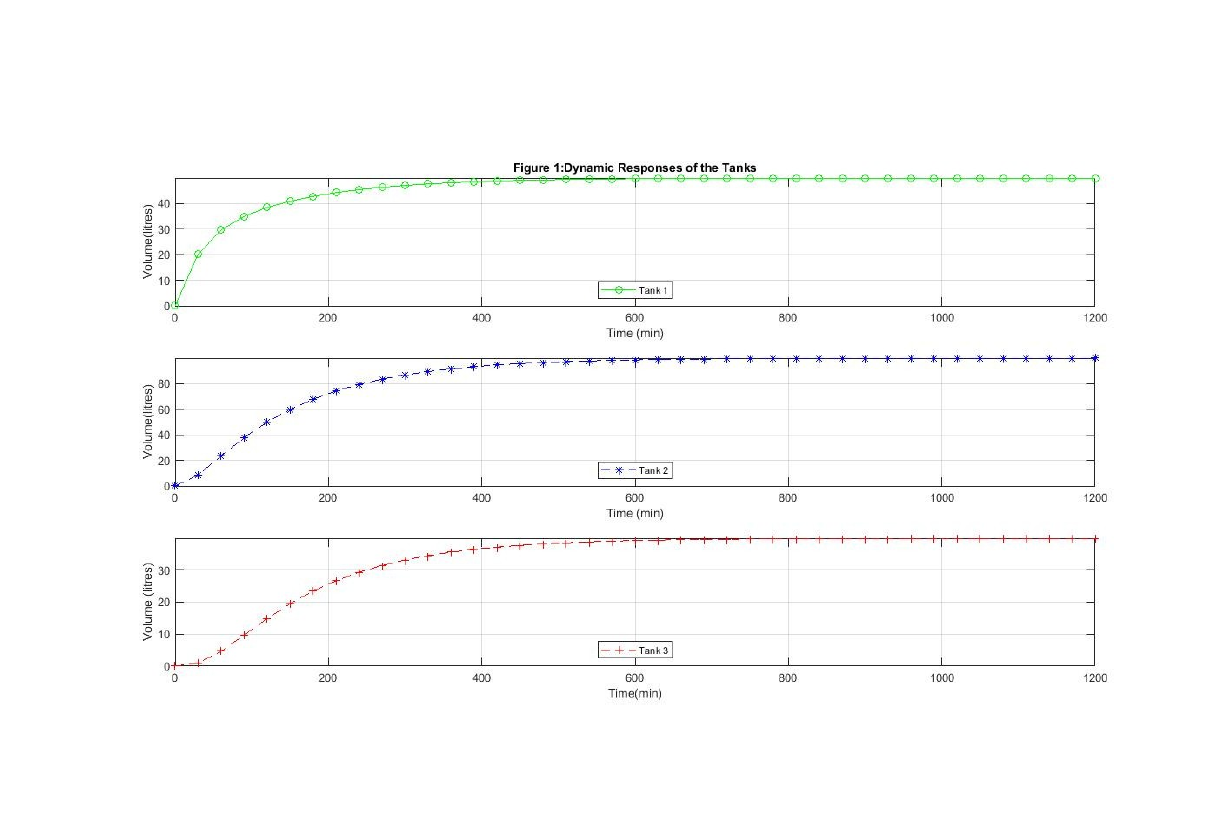 Figure 1:Dynamic Responses of the Tanks
40
30
20
10
0
Volume(litres)
Tank 1
0 200 400 600 800 1000 1200
Time (min)
80
60
40
20
0
Volume(litres)
Tank 2
0 200 400 600 800 1000 1200
Time (min)
30
20
10
0
Volume (litres)
Tank 3
0 200 400 600 800 1000 1200
Time(min)